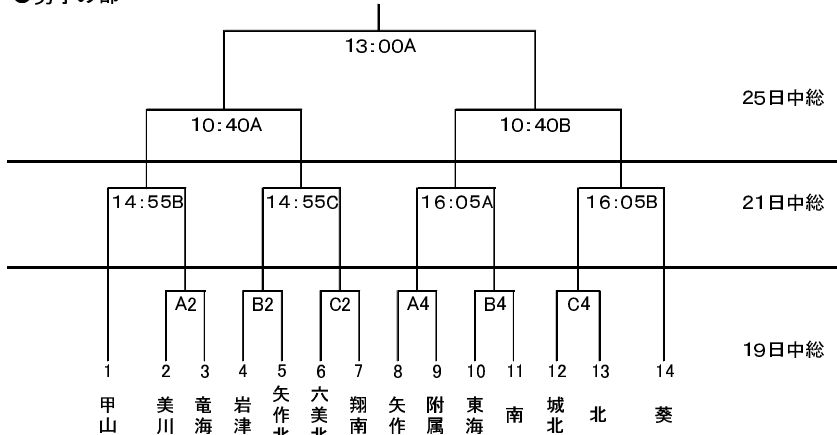 13:00A
25日中総
10:40A 10:40B
14:55B 14:55C 16:05A 16:05B 21日中総
A2 B2 C2 A4 B4 C4
19日中総
1 2 3 4 5 6 7 8 9 10 11 12 13 14
甲山 美川 竜海 岩津 矢作北 六美北 翔南 矢作 附属 東海 南 城北 北 葵